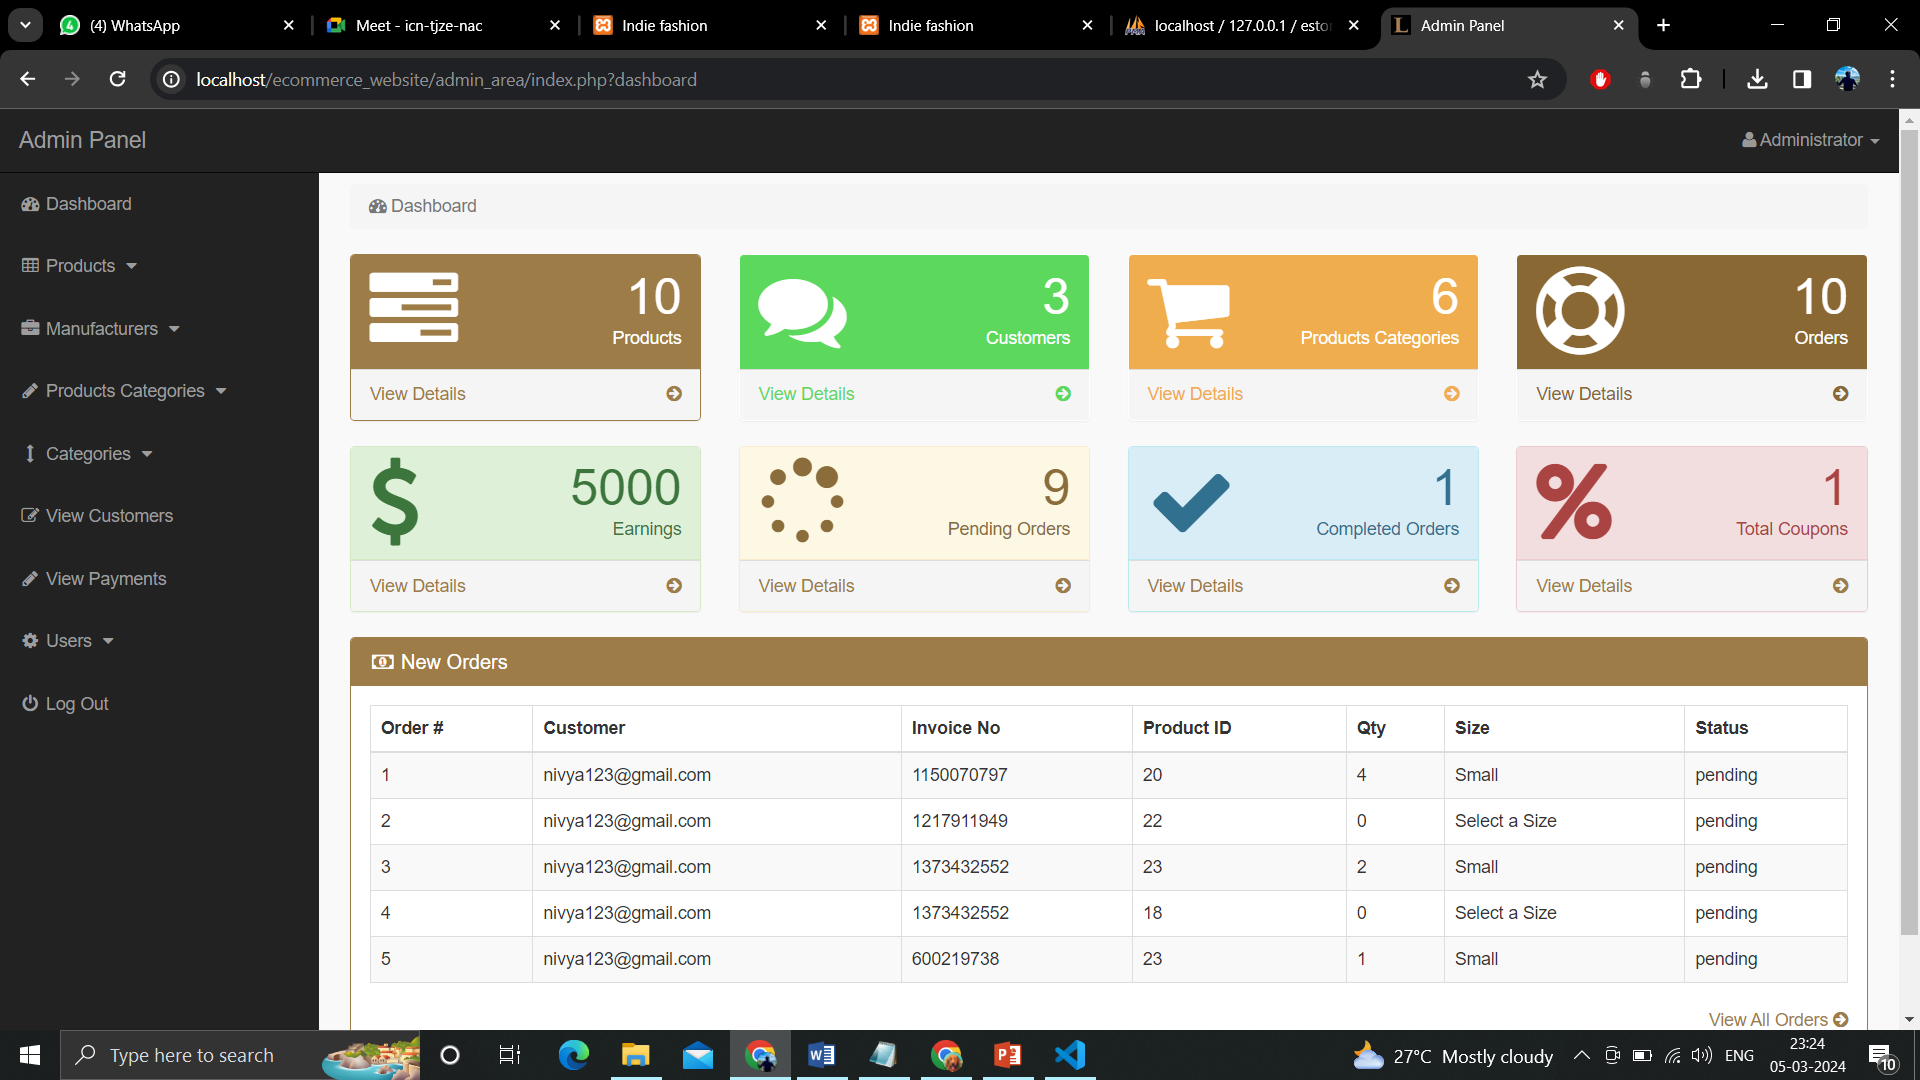 (4) WhatsApp
Meet - icn-tjze-nac
Indie fashion
Indie fashion
localhost / 127.0.0.1 / esto
Admin Panel
localhost/ecommerce_website/admin_area/index.php?dashboard
Admin Panel
Administrator
Dashboard
Products
Manufacturers
Products Categories
Categories
View Customers
View Payments
Users
Log Out
Dashboard
10
Products
View Details
3
Customers
View Details
6
Products Categories
View Details
10
Orders
View Details
5000
Earnings
View Details
9
Pending Orders
View Details
1
Completed Orders
View Details
1
Total Coupons
View Details
New Orders
Order # Customer Invoice No Product ID Qty Size Status
1 nivya123@gmail.com 1150070797 20 4 Small pending
2 nivya123@gmail.com 1217911949 22 0 Select a Size pending
3 nivya123@gmail.com 1373432552 23 2 Small pending
4 nivya123@gmail.com 1373432552 18 0 Select a Size pending
5 nivya123@gmail.com 600219738 23 1 Small pending
View All Orders
Type here to search
27°C Mostly cloudy
ENG
23:24
05-03-2024
10